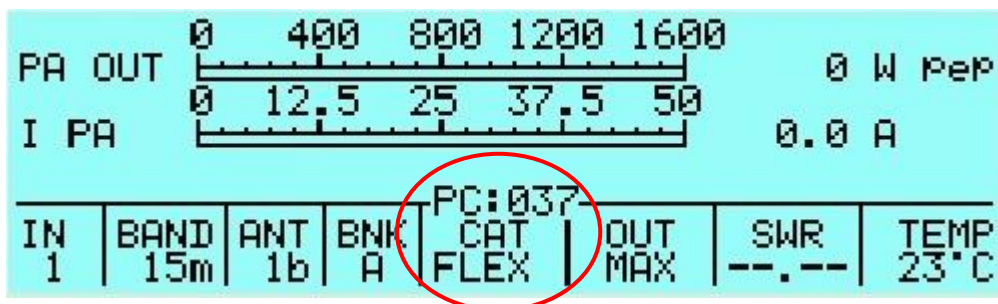 0 400 800 1200 1600
PA OUT 0 W pep
0 12.5 25 37.5 50
I PA 0.0 A
PC:037
IN BAND ANT BNK CAT OUT SWR TEMP
1 15m 1b A FLEX MAX --.-- 23°C